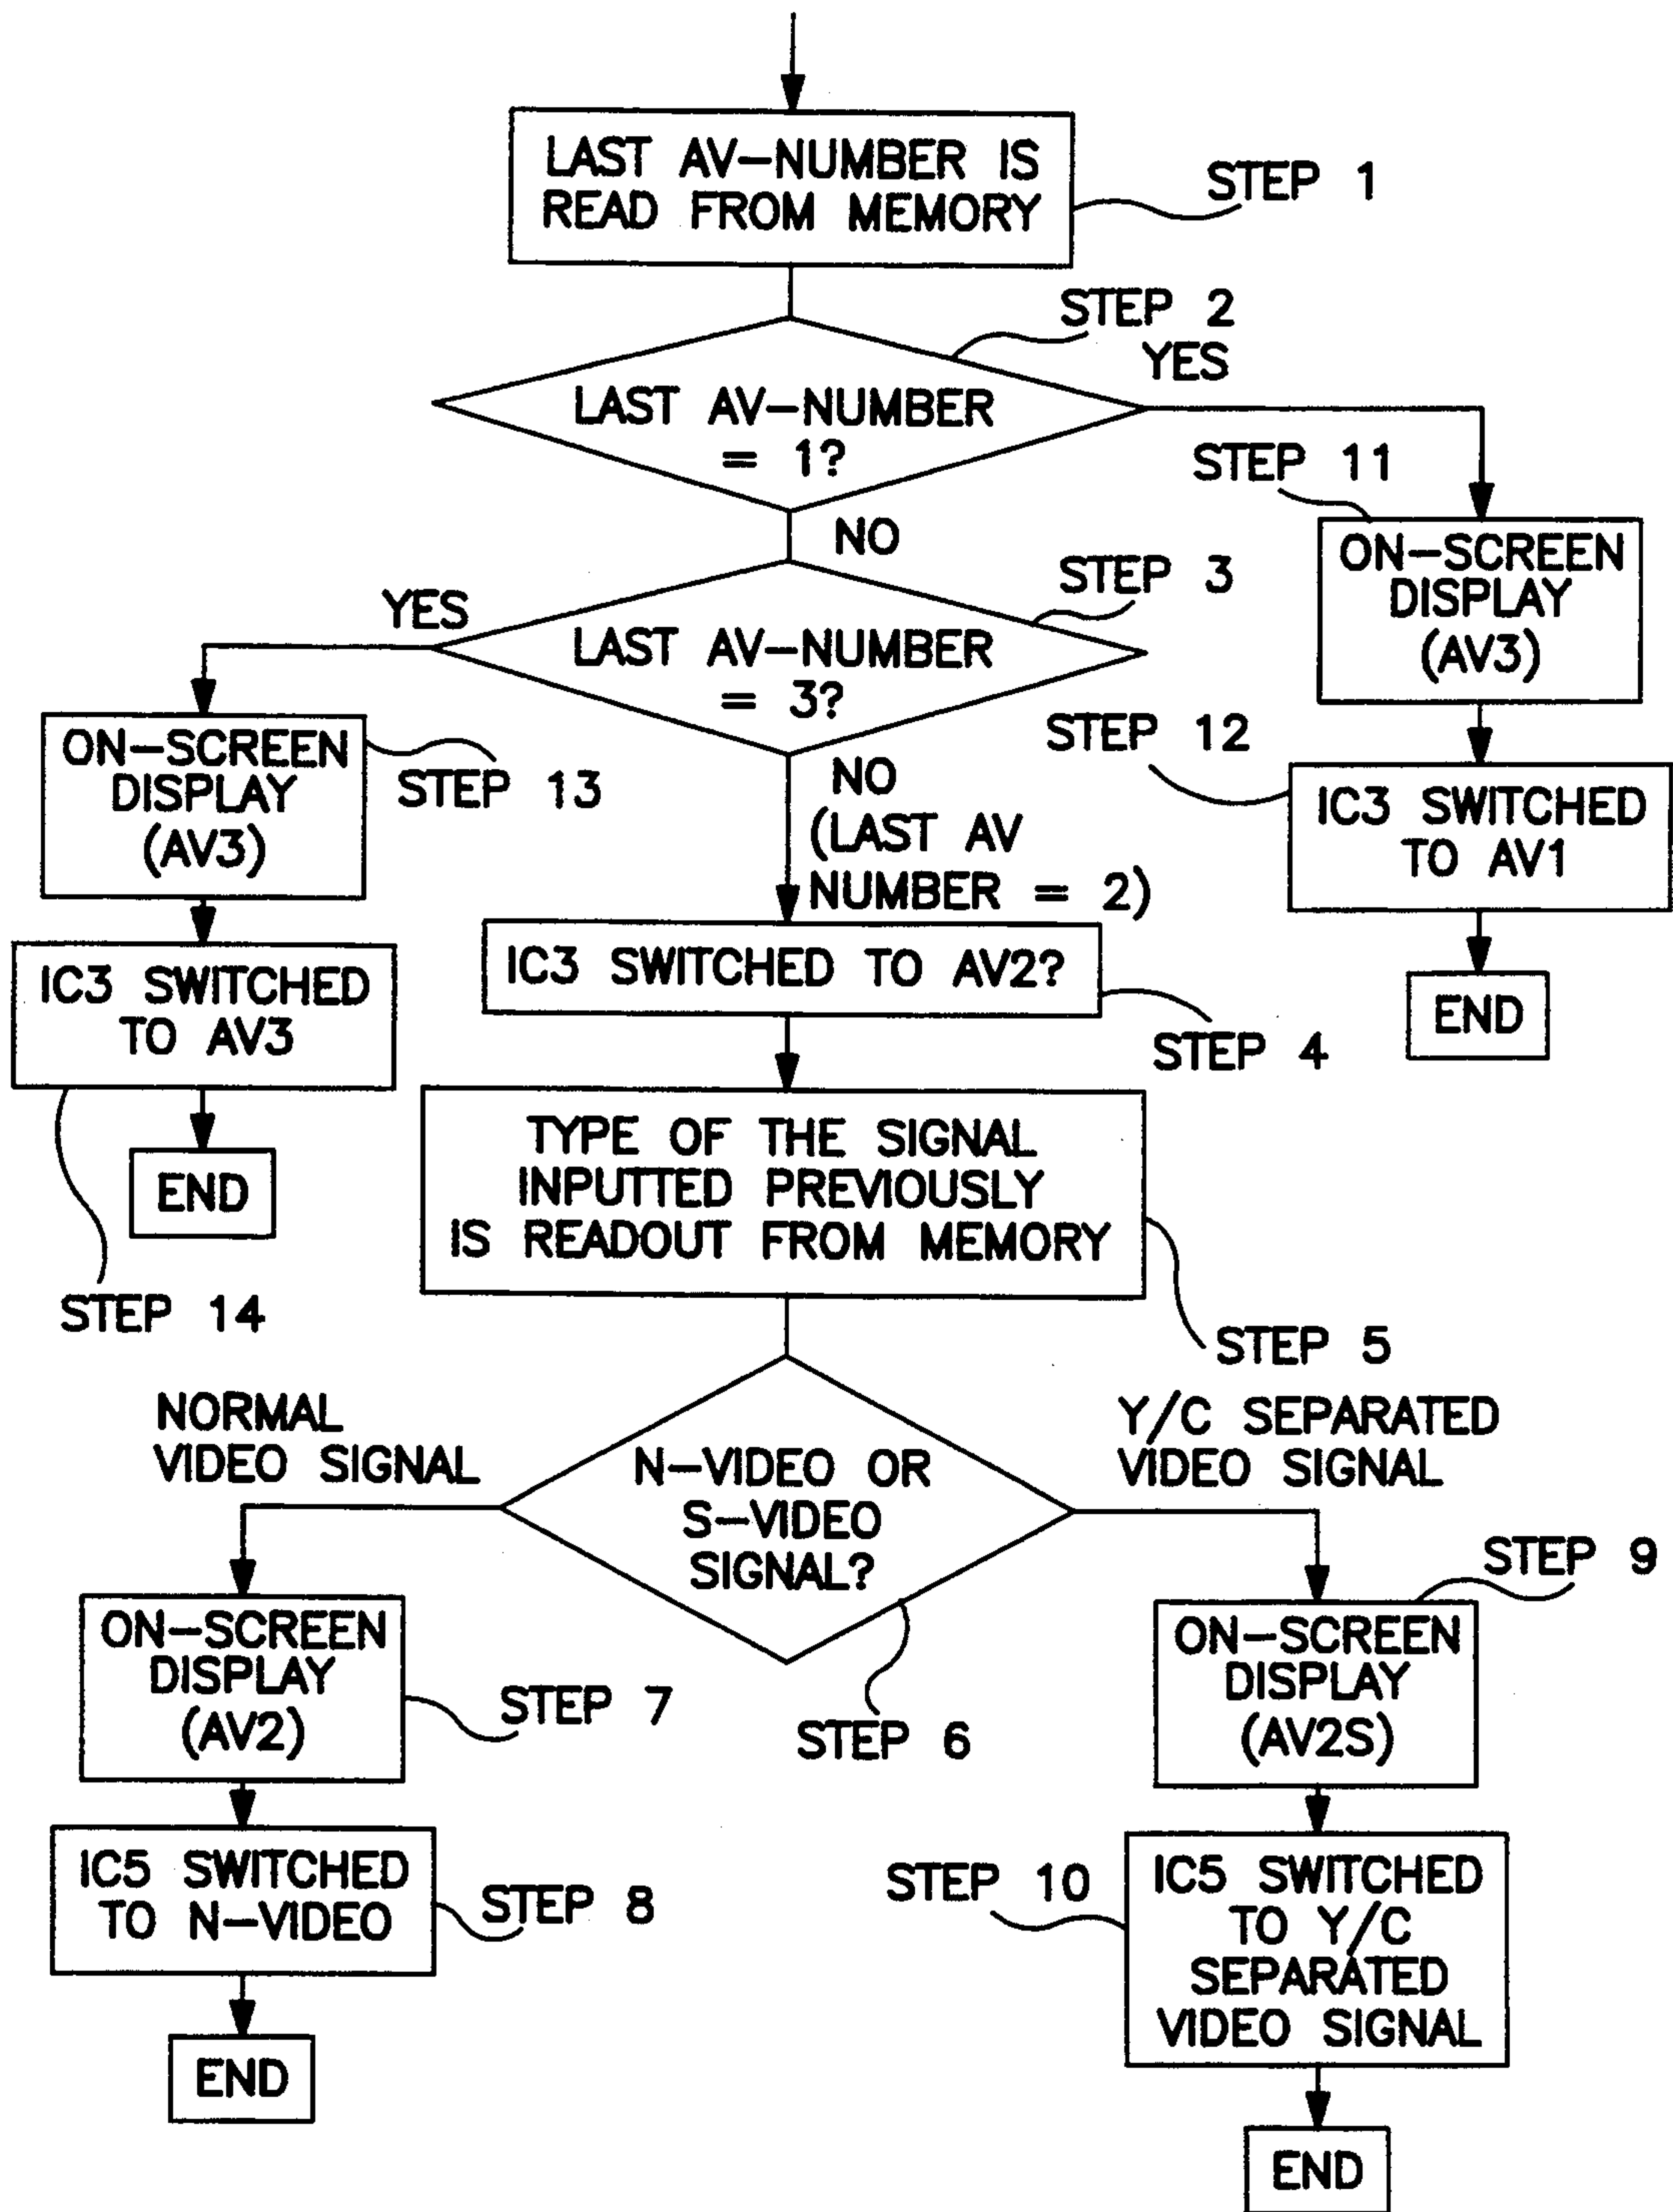 LAST AV-NUMBER IS
READ FROM MEMORY
STEP 1
STEP 2
YES
LAST AV-NUMBER
= 1?
STEP 11
NO
ON-SCREEN
DISPLAY
(AV3)
STEP 3
YES
LAST AV-NUMBER
= 3?
STEP 12
IC3 SWITCHED
TO AV1
END
ON-SCREEN
DISPLAY
(AV3)
STEP 13
NO
(LAST AV
NUMBER = 2)
IC3 SWITCHED
TO AV3
END
STEP 14
IC3 SWITCHED TO AV2?
STEP 4
TYPE OF THE SIGNAL
INPUTTED PREVIOUSLY
IS READOUT FROM MEMORY
STEP 5
NORMAL
VIDEO SIGNAL
N-VIDEO OR
S-VIDEO
SIGNAL?
Y/C SEPARATED
VIDEO SIGNAL
STEP 6
STEP 9
ON-SCREEN
DISPLAY
(AV2)
STEP 7
ON-SCREEN
DISPLAY
(AV2S)
IC5 SWITCHED
TO N-VIDEO
STEP 8
END
STEP 10
IC5 SWITCHED
TO Y/C
SEPARATED
VIDEO SIGNAL
END